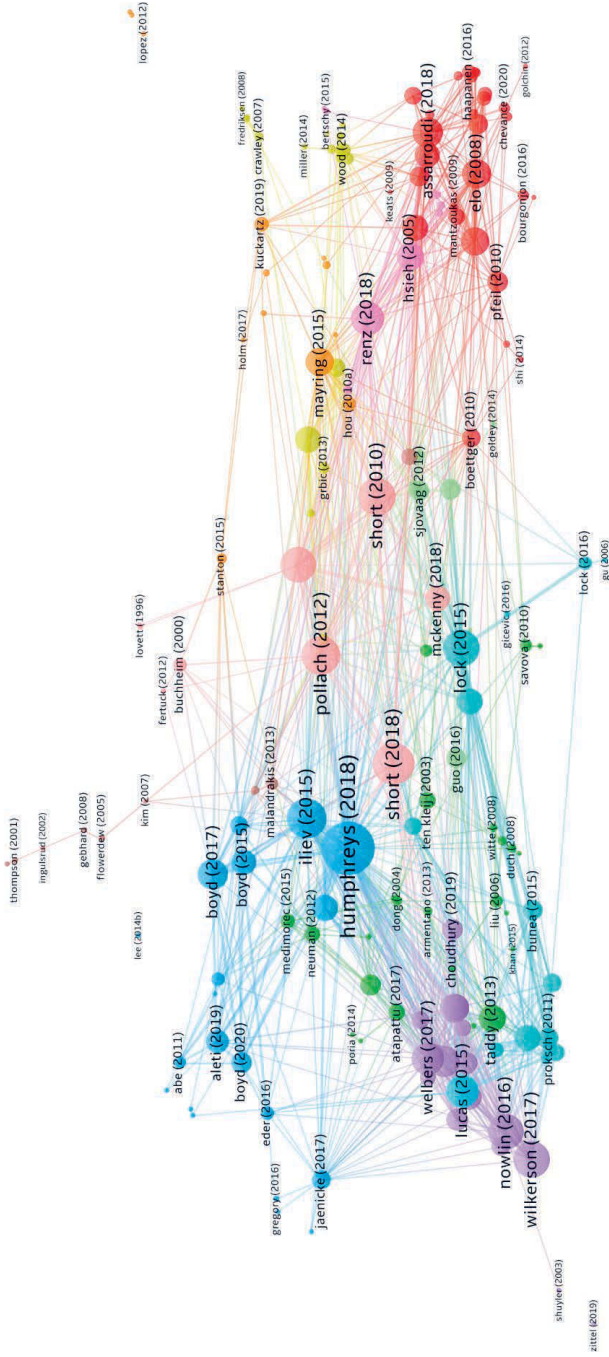 thompson (2001)
ingulsrud (2002)
gebhard (2008)
flowerdew (2005)
lee (2014b)
lovett (1996)
lopez (2012)
kim (2007)
fertuck (2012)
abe (2011)
buchheim (2000)
boyd (2017)
aleti (2019)
stanton (2015)
boyd (2020)
boyd (2015)
holm (2017)
fredriksen (2008)
crawley (2007)
kuckartz (2019)
eder (2016)
malandrakis (2013)
gregory (2016)
medimorec (2015)
iliev (2015)
miller (2014)
neuman (2012)
jaenicke (2017)
pollach (2012)
mayring (2015)
grbic (2013)
bertschy (2015)
wood (2014)
humphreys (2018)
hou (2010a)
poria (2014)
renz (2018)
short (2010)
keats (2009)
short (2018)
atapattu (2017)
dong (2004)
hsieh (2005)
sjovaag (2012)
welbers (2017)
armentano (2013)
ten kleij (2003)
assarroudi (2018)
mckenny (2018)
choudhury (2019)
mantzoukas (2009)
guo (2016)
lucas (2015)
lock (2015)
haapanen (2016)
boettger (2010)
elo (2008)
taddy (2013)
witte (2008)
goldey (2014)
liu (2006)
pfeil (2010)
nowlin (2016)
gicevic (2016)
chevance (2020)
duch (2008)
khan (2015)
shi (2014)
bourgonjon (2016)
savova (2010)
golchin (2012)
wilkerson (2017)
bunea (2015)
proksch (2011)
shuylee (2003)
lock (2016)
zittel (2019)
gu (2006)